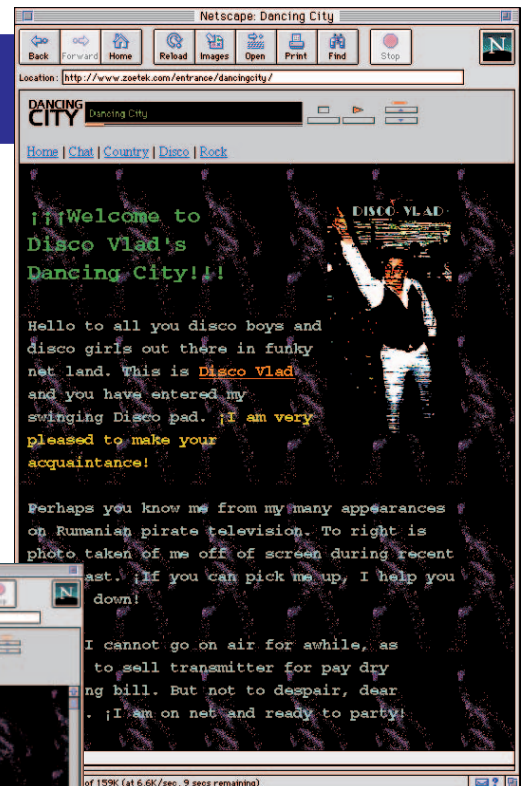 Netscape: Dancing City
Back Forward Home Reload Images Open Print Find Stop
N
Location: http://www.zoetek.com/entrance/dancingcity/
DANCING
CITY
Dancing City
Home | Chat | Country | Disco | Rock
DISCO VLAD
¡¡¡Welcome to
Disco Vlad's
Dancing City!!!
Hello to all you disco boys and
disco girls out there in funky
net land. This is Disco Vlad
and you have entered my
swinging Disco pad. ¡I am very
pleased to make your
acquaintance!
Perhaps you know me from my many appearances
on Rumanian pirate television. To right is
photo taken of me off of screen during recent
ast. ¡If you can pick me up, I help you
down!
I cannot go on air for awhile, as
to sell transmitter for pay dry
ng bill. But not to despair, dear
. ¡I am on net and ready to party!
N
of 159K (at 6.6K/sec, 9 secs remaining)
?